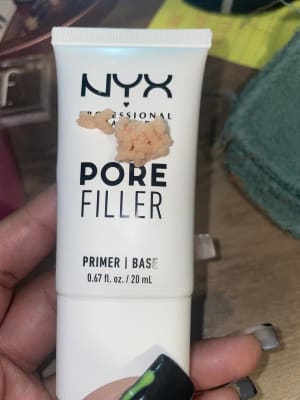 NYX
PORE
FILLER
PRIMER | BASE
0.67 fl. oz. / 20 mL